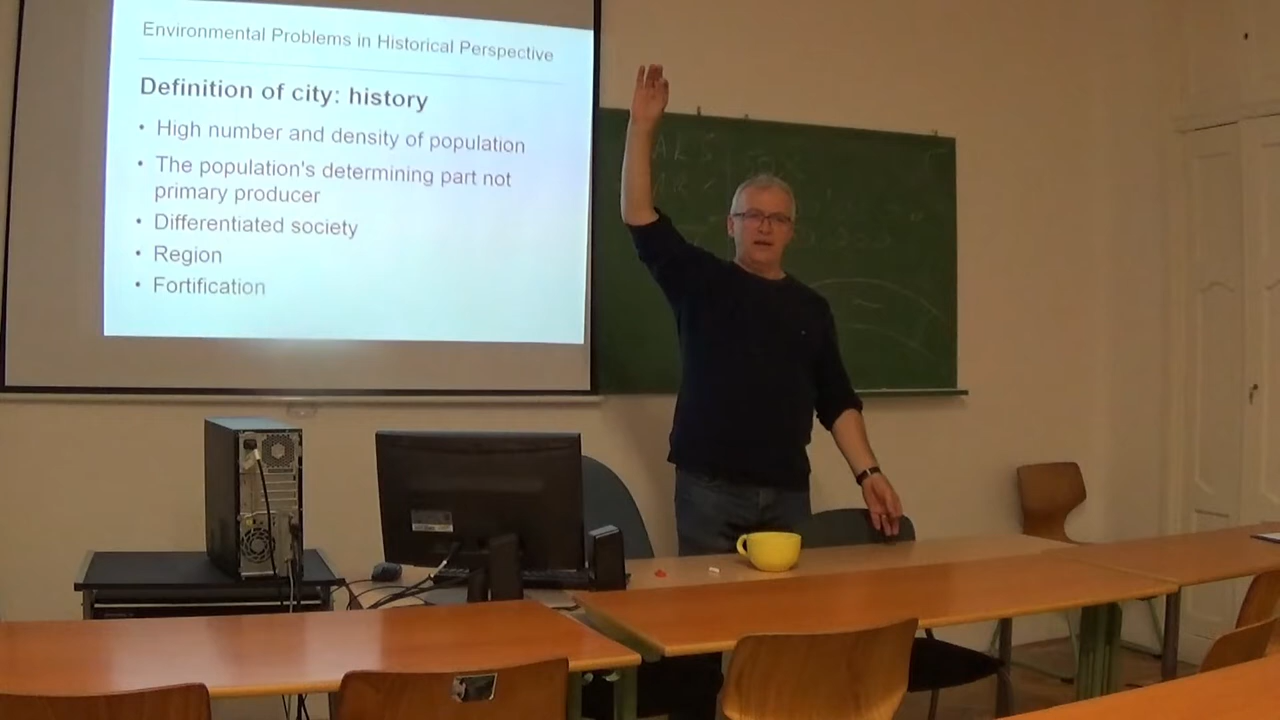 Environmental Problems in Historical Perspective
Definition of city: history
• High number and density of population
• The population's determining part not
primary producer
• Differentiated society
• Region
• Fortification